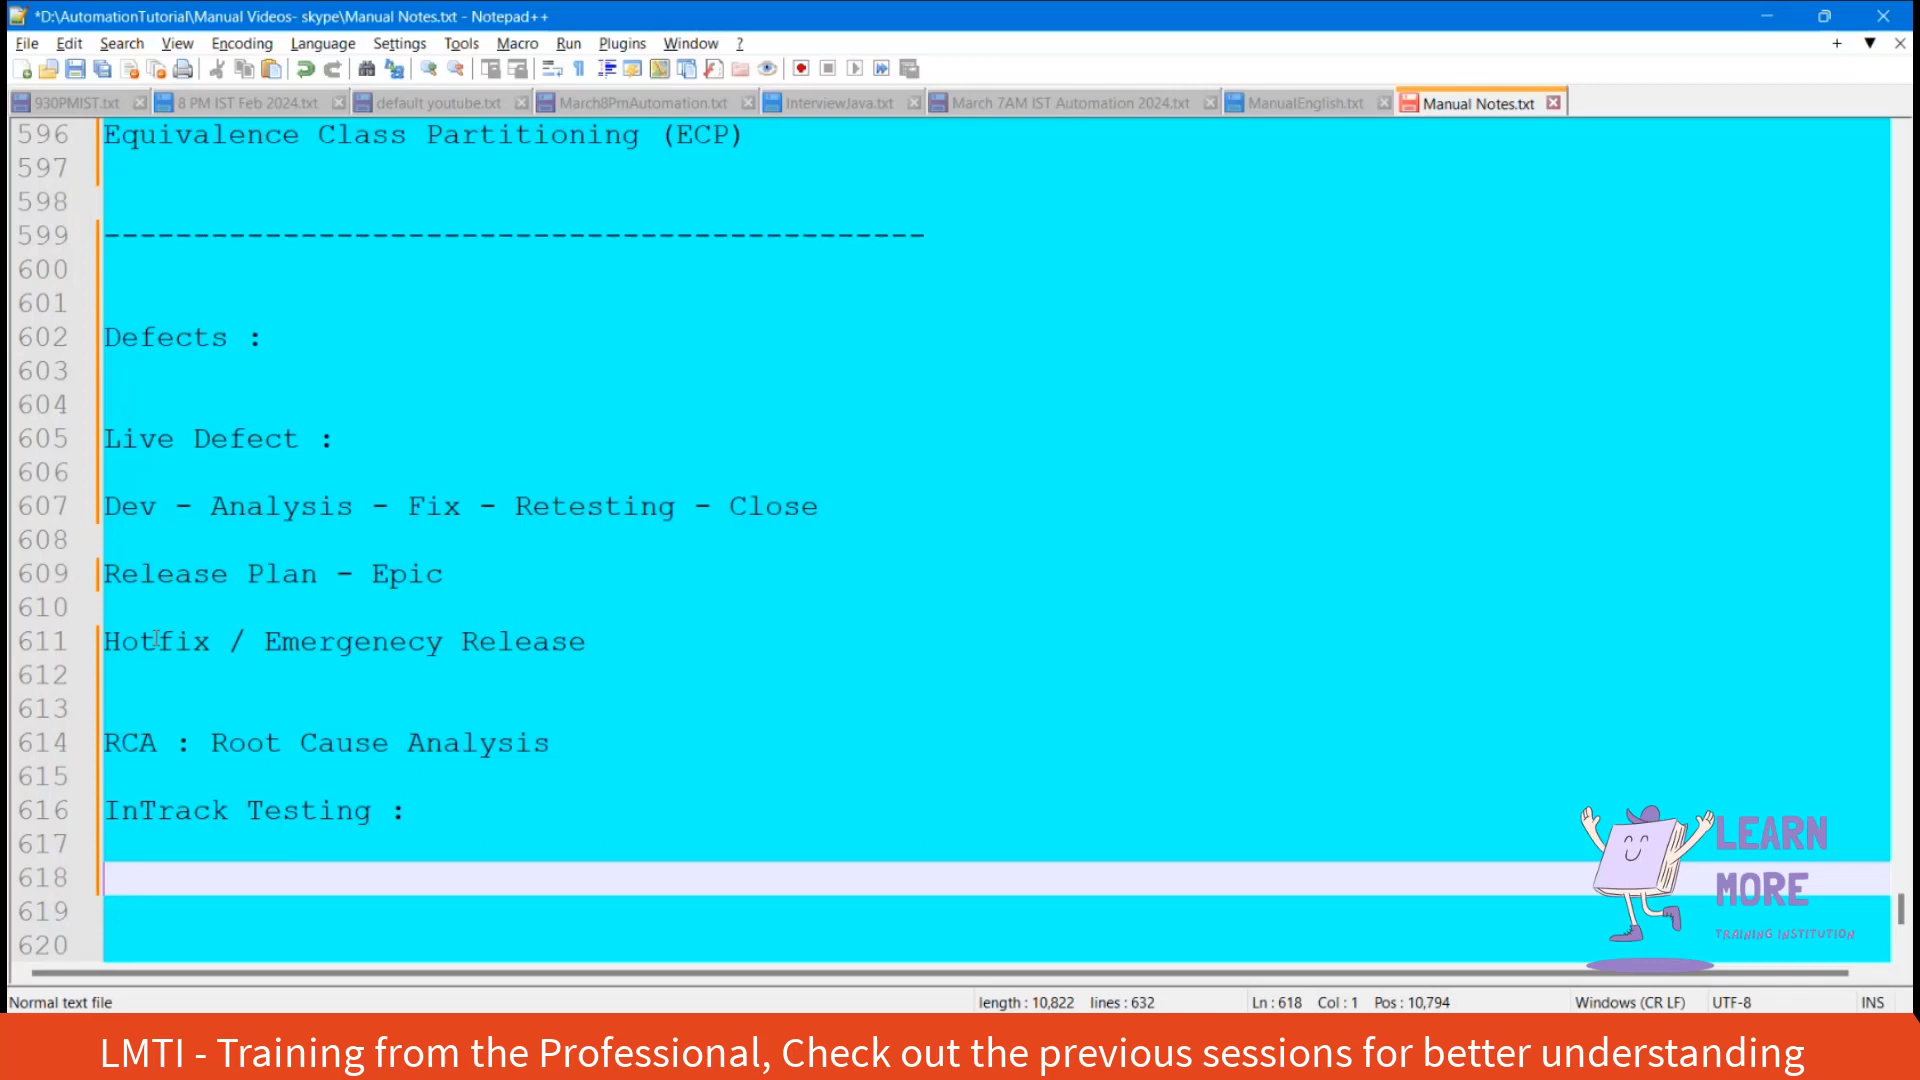 *D:\AutomationTutorial\Manual Videos- skype\Manual Notes.txt - Notepad++
File Edit Search View Encoding Language Settings Tools Macro Run Plugins Window ?
930PMIST.txt 8 PM IST Feb 2024.txt default youtube.txt March8PmAutomation.txt InterviewJava.txt March 7AM IST Automation 2024.txt ManualEnglish.txt Manual Notes.txt
596 Equivalence Class Partitioning (ECP)
597
598
599 ----------------------------------------------
600
601
602 Defects :
603
604
605 Live Defect :
606
607 Dev - Analysis - Fix - Retesting - Close
608
609 Release Plan - Epic
610
611 Hotfix / Emergenecy Release
612
613
614 RCA : Root Cause Analysis
615
616 InTrack Testing :
617
618
619
620
LEARN
MORE
TRAINING INSTITUTION
Normal text file length : 10,822 lines : 632 Ln : 618 Col : 1 Pos : 10,794 Windows (CR LF) UTF-8 INS
LMTI - Training from the Professional, Check out the previous sessions for better understanding